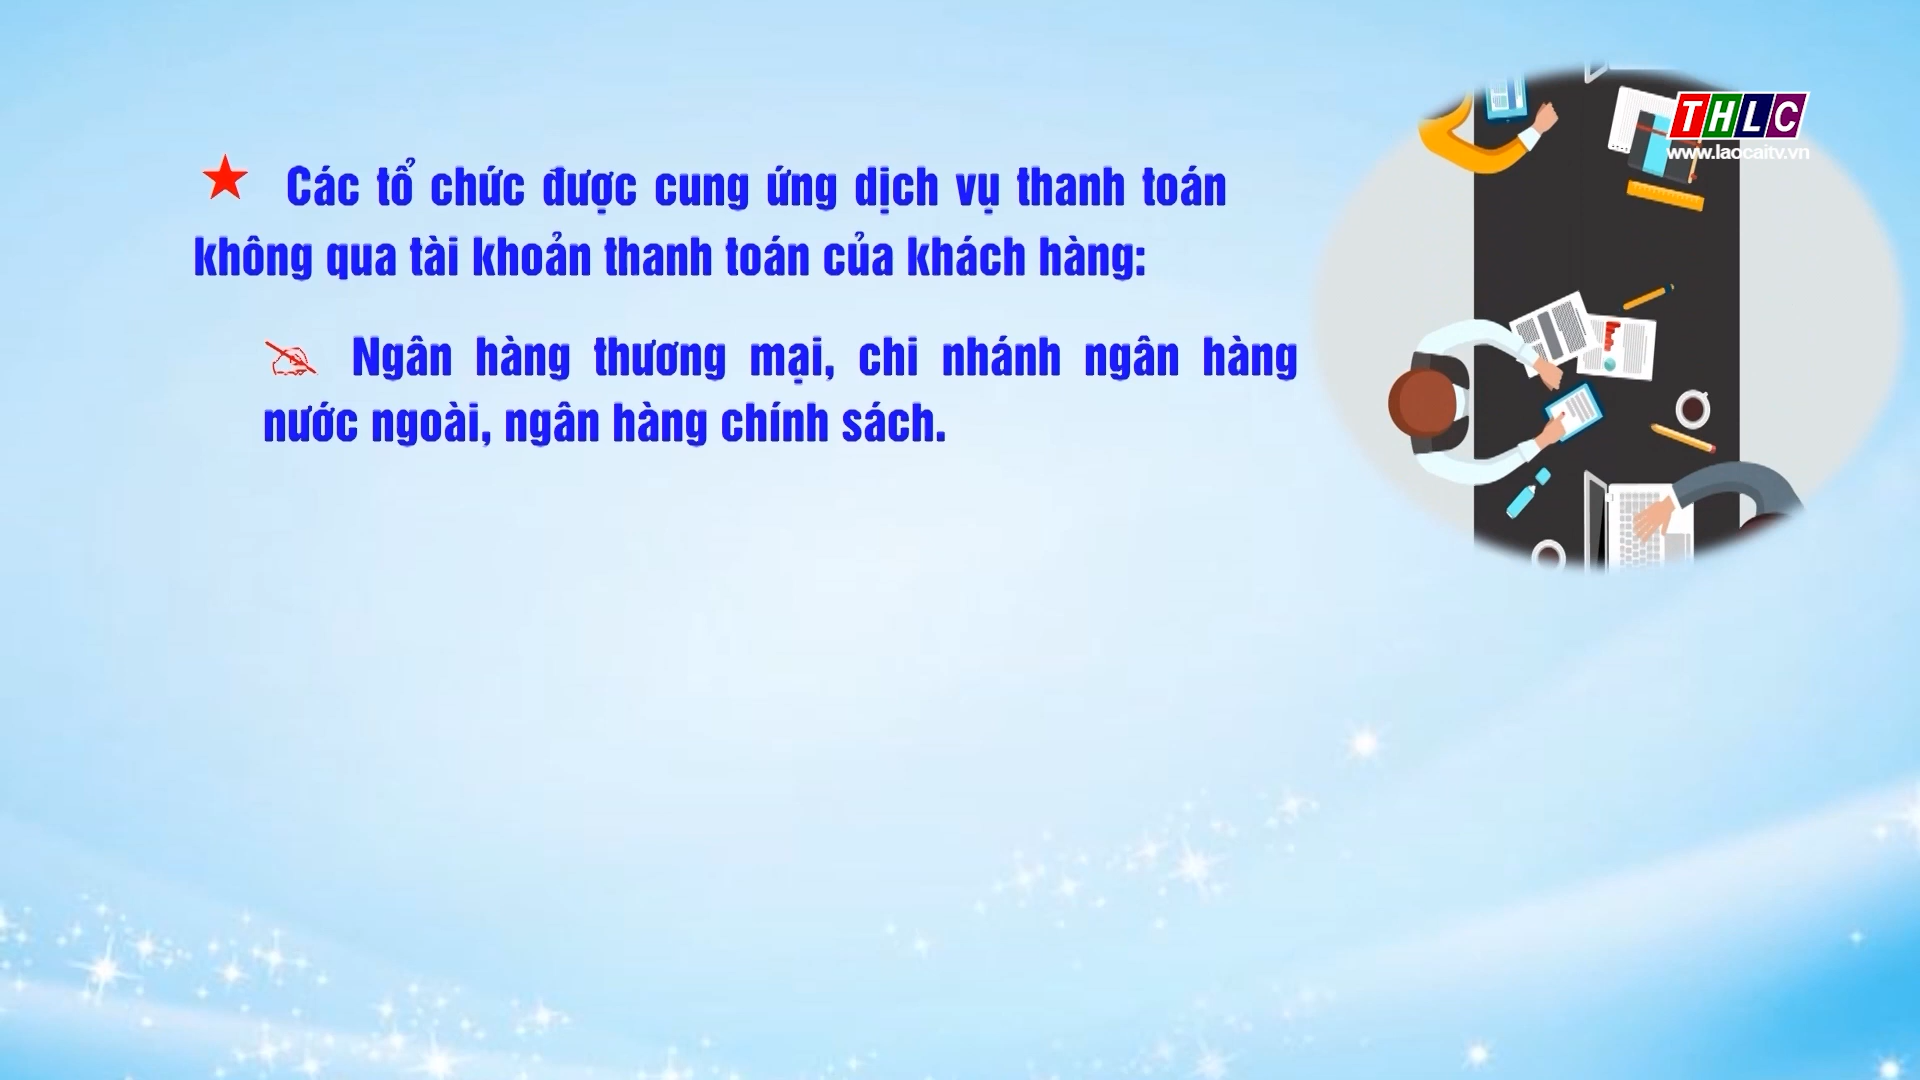 THLC
www.laocaitv.vn
Các tổ chức được cung ứng dịch vụ thanh toán
không qua tài khoản thanh toán của khách hàng:
Ngân hàng thương mại, chi nhánh ngân hàng
nước ngoài, ngân hàng chính sách.